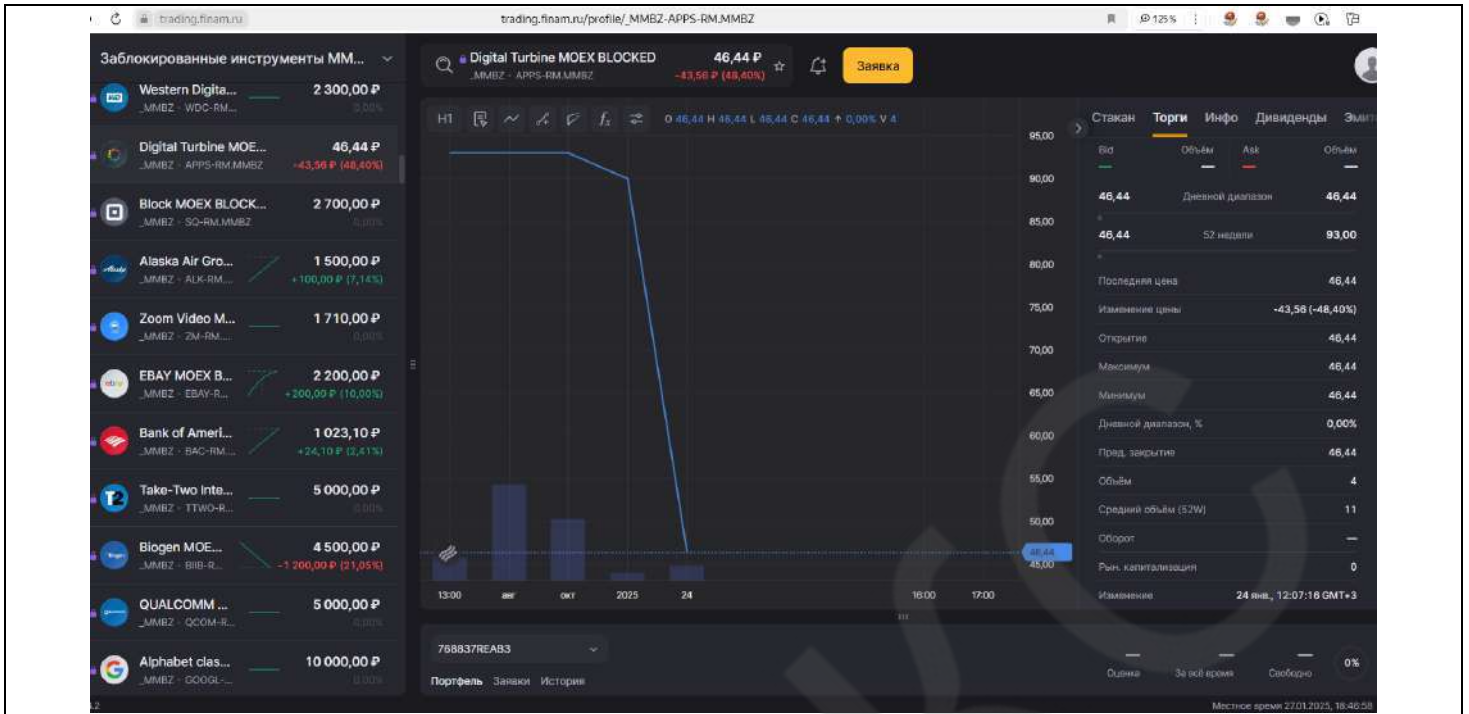 trading.finam.ru
trading.finam.ru/profile/_MMBZ-APPS-RM.MMBZ
125 %
Заблокированные инструменты ММ...
Western Digita...
2 300,00 ₽
_MMBZ - WDC-RM...
0,00%
Digital Turbine MOE...
46,44 ₽
_MMBZ - APPS-RM.MMBZ
-43,56 ₽ (48,40%)
Block MOEX BLOCK...
2 700,00 ₽
_MMBZ - SQ-RM.MMBZ
0,00%
Alaska Air Gro...
1 500,00 ₽
_MMBZ - ALK-RM....
+100,00 ₽ (7,14%)
Zoom Video M...
1 710,00 ₽
_MMBZ - ZM-RM....
0,00%
EBAY MOEX B...
2 200,00 ₽
_MMBZ - EBAY-R...
+200,00 ₽ (10,00%)
Bank of Ameri...
1 023,10 ₽
_MMBZ - BAC-RM....
+24,10 ₽ (2,41%)
Take-Two Inte...
5 000,00 ₽
_MMBZ - TTWO-R...
0,00%
Biogen MOE...
4 500,00 ₽
_MMBZ - BIIB-R...
-1 200,00 ₽ (21,05%)
QUALCOMM ...
5 000,00 ₽
_MMBZ - QCOM-R...
0,00%
Alphabet clas...
10 000,00 ₽
_MMBZ - GOOGL-...
0,00%
Digital Turbine MOEX BLOCKED
46,44 ₽
_MMBZ - APPS-RM.MMBZ
-43,56 ₽ (48,40%)
Заявка
H1
O 46,44 H 46,44 L 46,44 C 46,44 ↑ 0,00% V 4
95,00
90,00
85,00
80,00
75,00
70,00
65,00
60,00
55,00
50,00
46,44
45,00
13:00 авг окт 2025 24 16:00 17:00
768837REAB3
Портфель Заявки История
Стакан Торги Инфо Дивиденды Эмит
Bid Объём Ask Объём
46,44 Дневной диапазон 46,44
46,44 52 недели 93,00
Последняя цена 46,44
Изменение цены -43,56 (-48,40%)
Открытие 46,44
Максимум 46,44
Минимум 46,44
Дневной диапазон, % 0,00%
Пред. закрытие 46,44
Объём 4
Средний объём (52W) 11
Оборот —
Рын. капитализация 0
Изменение 24 янв., 12:07:16 GMT+3
Оценка За всё время Свободно 0%
Местное время 27.01.2025, 18:46:58